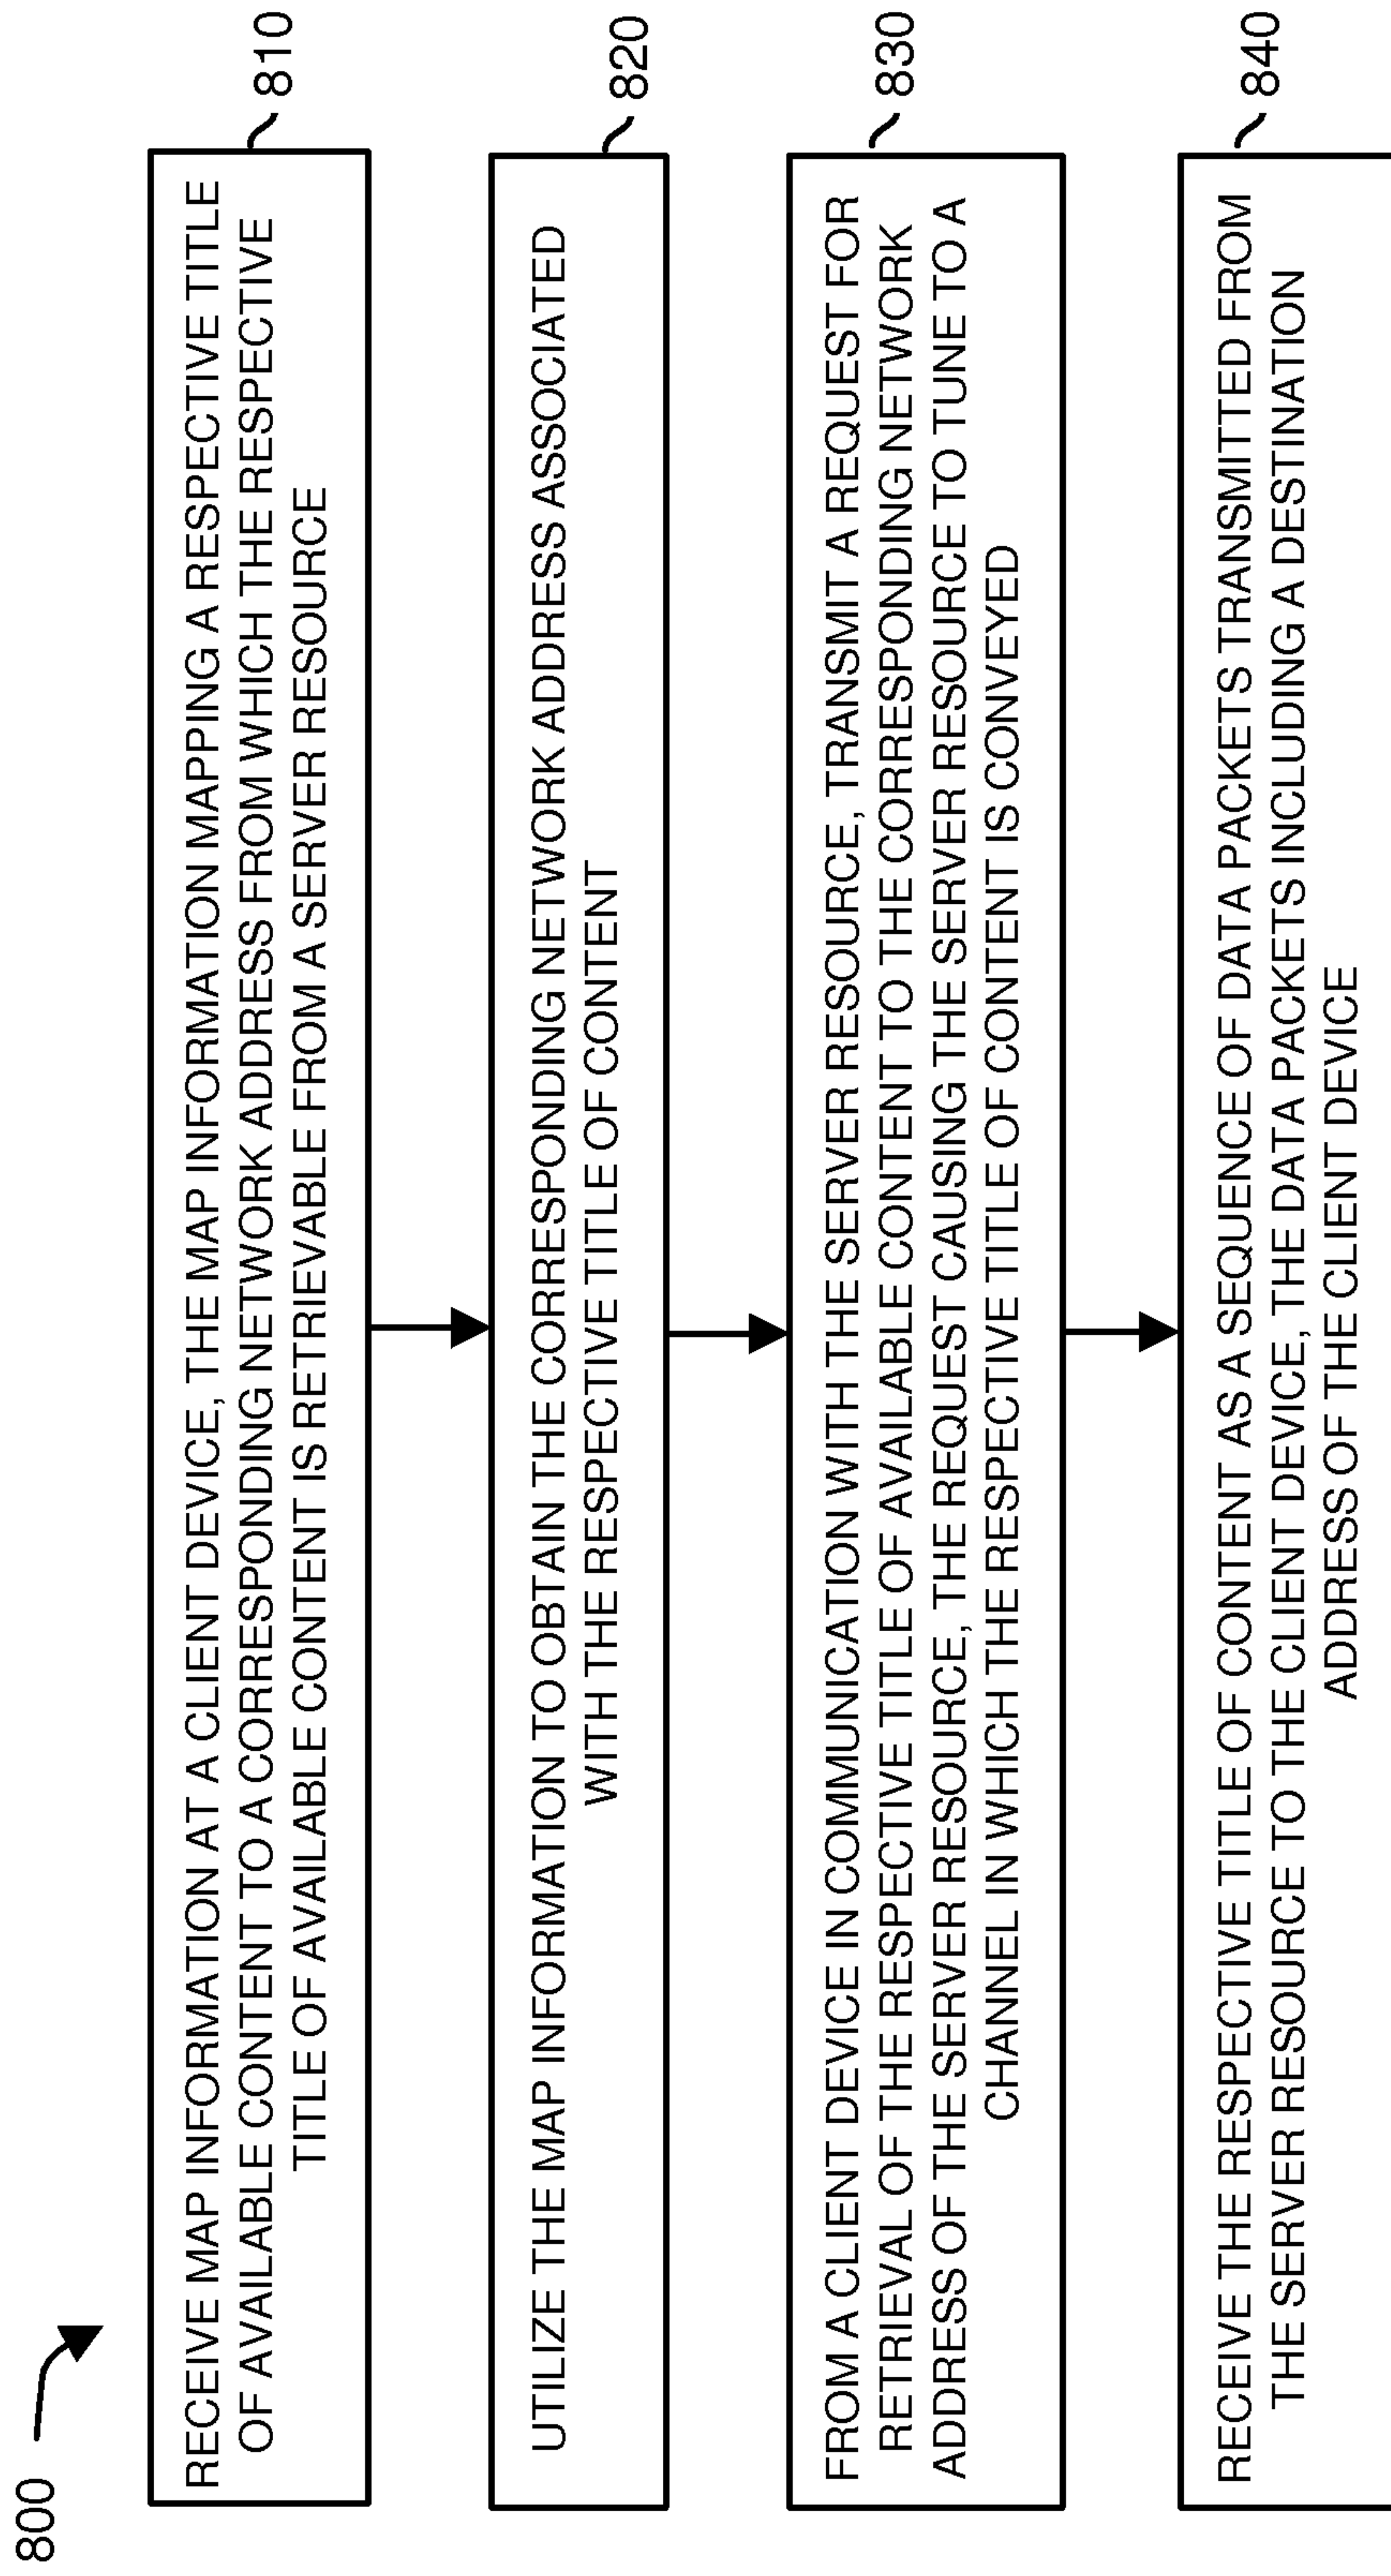 800
RECEIVE MAP INFORMATION AT A CLIENT DEVICE, THE MAP INFORMATION MAPPING A RESPECTIVE TITLE
OF AVAILABLE CONTENT TO A CORRESPONDING NETWORK ADDRESS FROM WHICH THE RESPECTIVE
TITLE OF AVAILABLE CONTENT IS RETRIEVABLE FROM A SERVER RESOURCE
810
UTILIZE THE MAP INFORMATION TO OBTAIN THE CORRESPONDING NETWORK ADDRESS ASSOCIATED
WITH THE RESPECTIVE TITLE OF CONTENT
820
FROM A CLIENT DEVICE IN COMMUNICATION WITH THE SERVER RESOURCE, TRANSMIT A REQUEST FOR
RETRIEVAL OF THE RESPECTIVE TITLE OF AVAILABLE CONTENT TO THE CORRESPONDING NETWORK
ADDRESS OF THE SERVER RESOURCE, THE REQUEST CAUSING THE SERVER RESOURCE TO TUNE TO A
CHANNEL IN WHICH THE RESPECTIVE TITLE OF CONTENT IS CONVEYED
830
RECEIVE THE RESPECTIVE TITLE OF CONTENT AS A SEQUENCE OF DATA PACKETS TRANSMITTED FROM
THE SERVER RESOURCE TO THE CLIENT DEVICE, THE DATA PACKETS INCLUDING A DESTINATION
ADDRESS OF THE CLIENT DEVICE
840